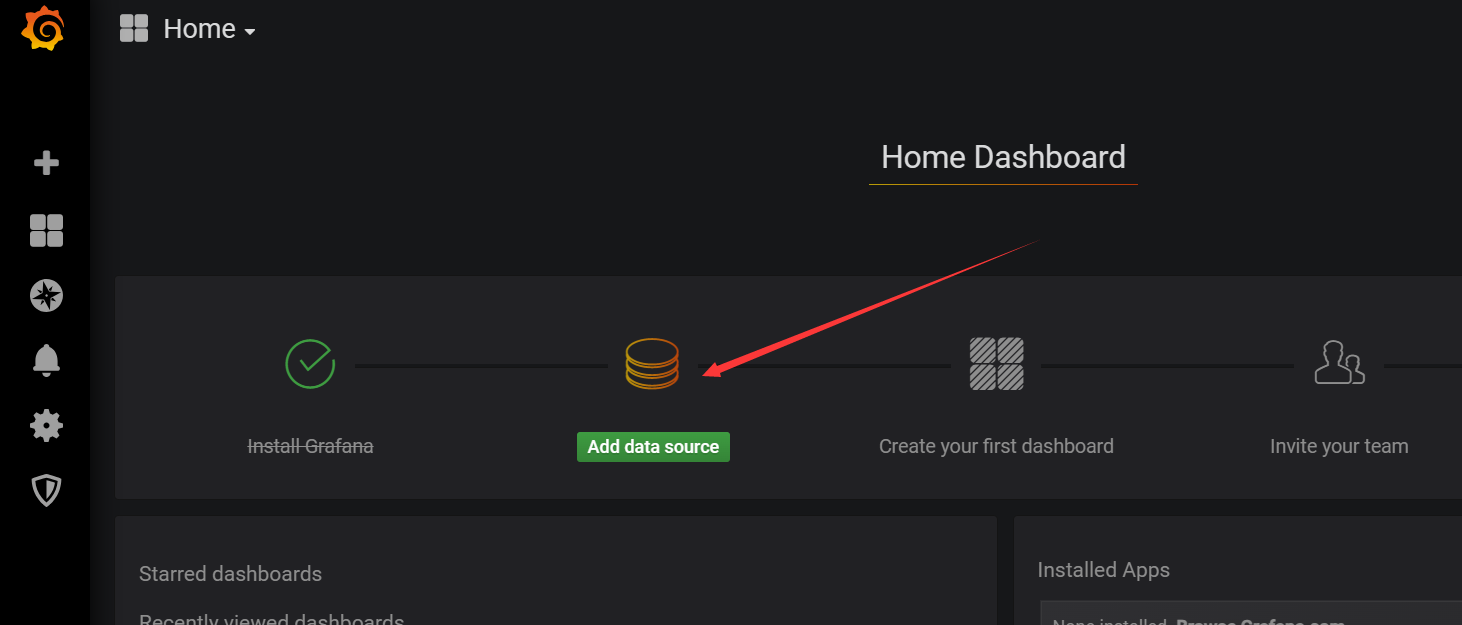 Home
Home Dashboard
Install Grafana
Add data source
Create your first dashboard
Invite your team
Starred dashboards
Installed Apps
Recently viewed dashboards
None installed. Browse Grafana.com